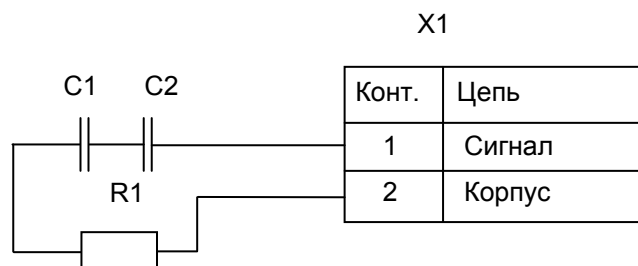 X1
C1 C2
Конт. Цепь
1 Сигнал
R1
2 Корпус